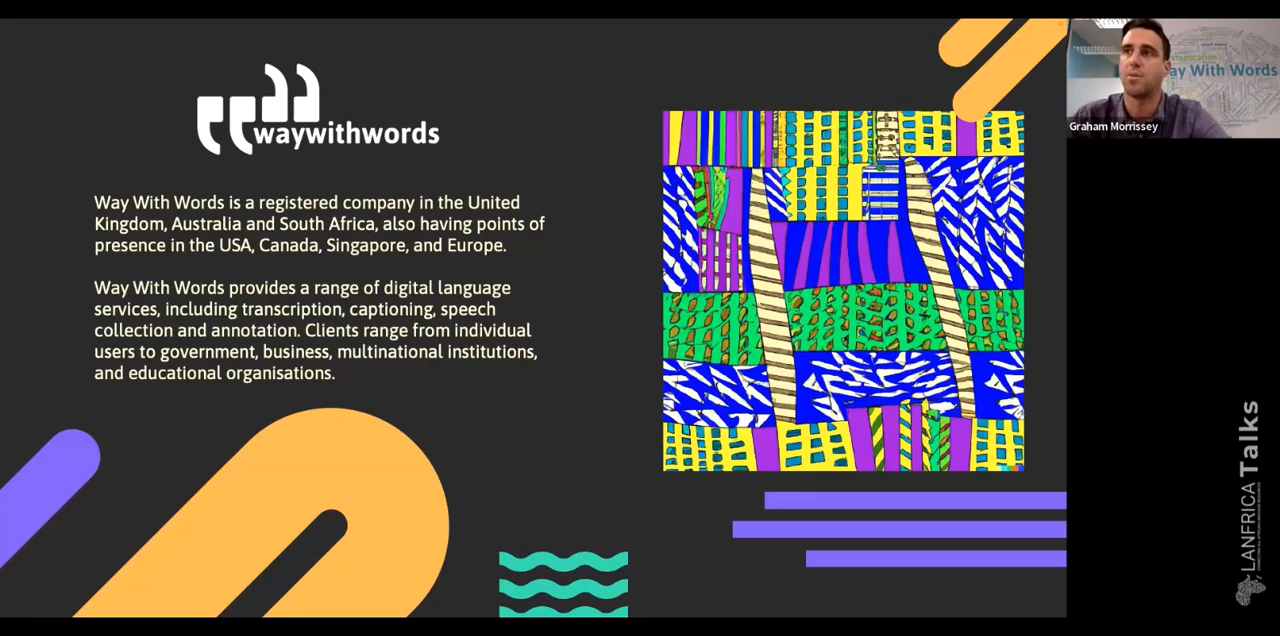 waywithwords
Way With Words is a registered company in the United
Kingdom, Australia and South Africa, also having points of
presence in the USA, Canada, Singapore, and Europe.
Way With Words provides a range of digital language
services, including transcription, captioning, speech
collection and annotation. Clients range from individual
users to government, business, multinational institutions,
and educational organisations.
ay With Words
Graham Morrissey
LANFRICA Talks